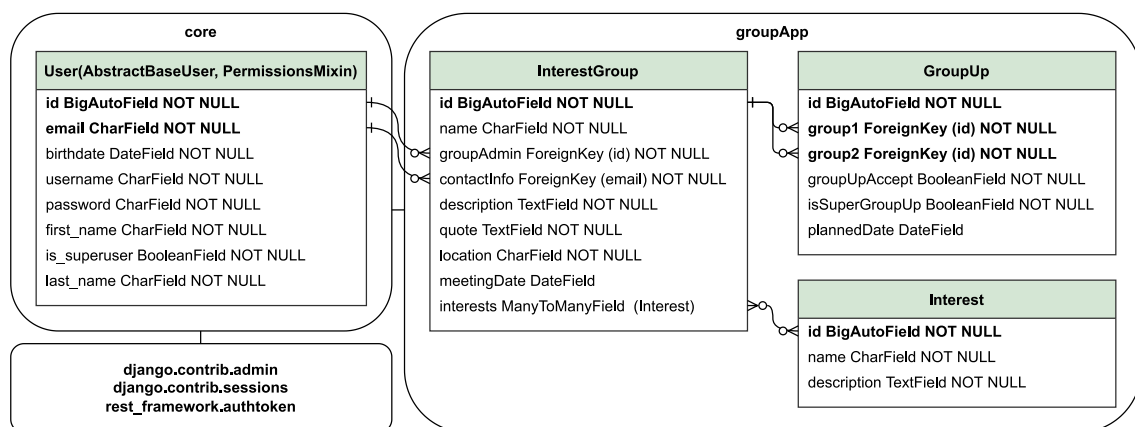 core
User(AbstractBaseUser, PermissionsMixin)
id BigAutoField NOT NULL
email CharField NOT NULL
birthdate DateField NOT NULL
username CharField NOT NULL
password CharField NOT NULL
first_name CharField NOT NULL
is_superuser BooleanField NOT NULL
last_name CharField NOT NULL
django.contrib.admin
django.contrib.sessions
rest_framework.authtoken
groupApp
InterestGroup
id BigAutoField NOT NULL
name CharField NOT NULL
groupAdmin ForeignKey (id) NOT NULL
contactInfo ForeignKey (email) NOT NULL
description TextField NOT NULL
quote TextField NOT NULL
location CharField NOT NULL
meetingDate DateField
interests ManyToManyField (Interest)
GroupUp
id BigAutoField NOT NULL
group1 ForeignKey (id) NOT NULL
group2 ForeignKey (id) NOT NULL
groupUpAccept BooleanField NOT NULL
isSuperGroupUp BooleanField NOT NULL
plannedDate DateField
Interest
id BigAutoField NOT NULL
name CharField NOT NULL
description TextField NOT NULL